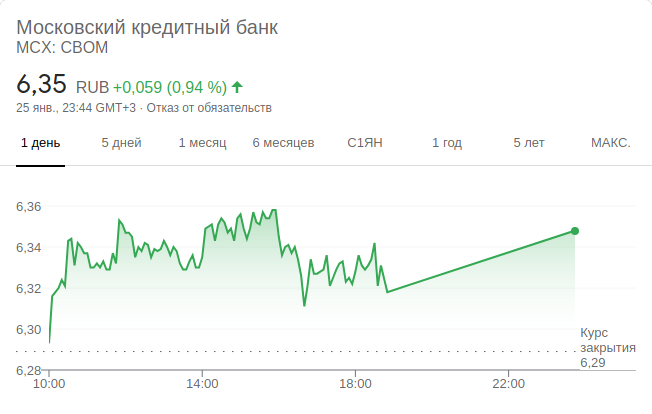 Московский кредитный банк
MCX: CBOM
6,35 RUB +0,059 (0,94 %)
25 янв., 23:44 GMT+3 · Отказ от обязательств
1 день 5 дней 1 месяц 6 месяцев С1ЯН 1 год 5 лет МАКС.
6,36
6,34
6,32
6,30
Курс
закрытия
6,29
6,28
10:00 14:00 18:00 22:00